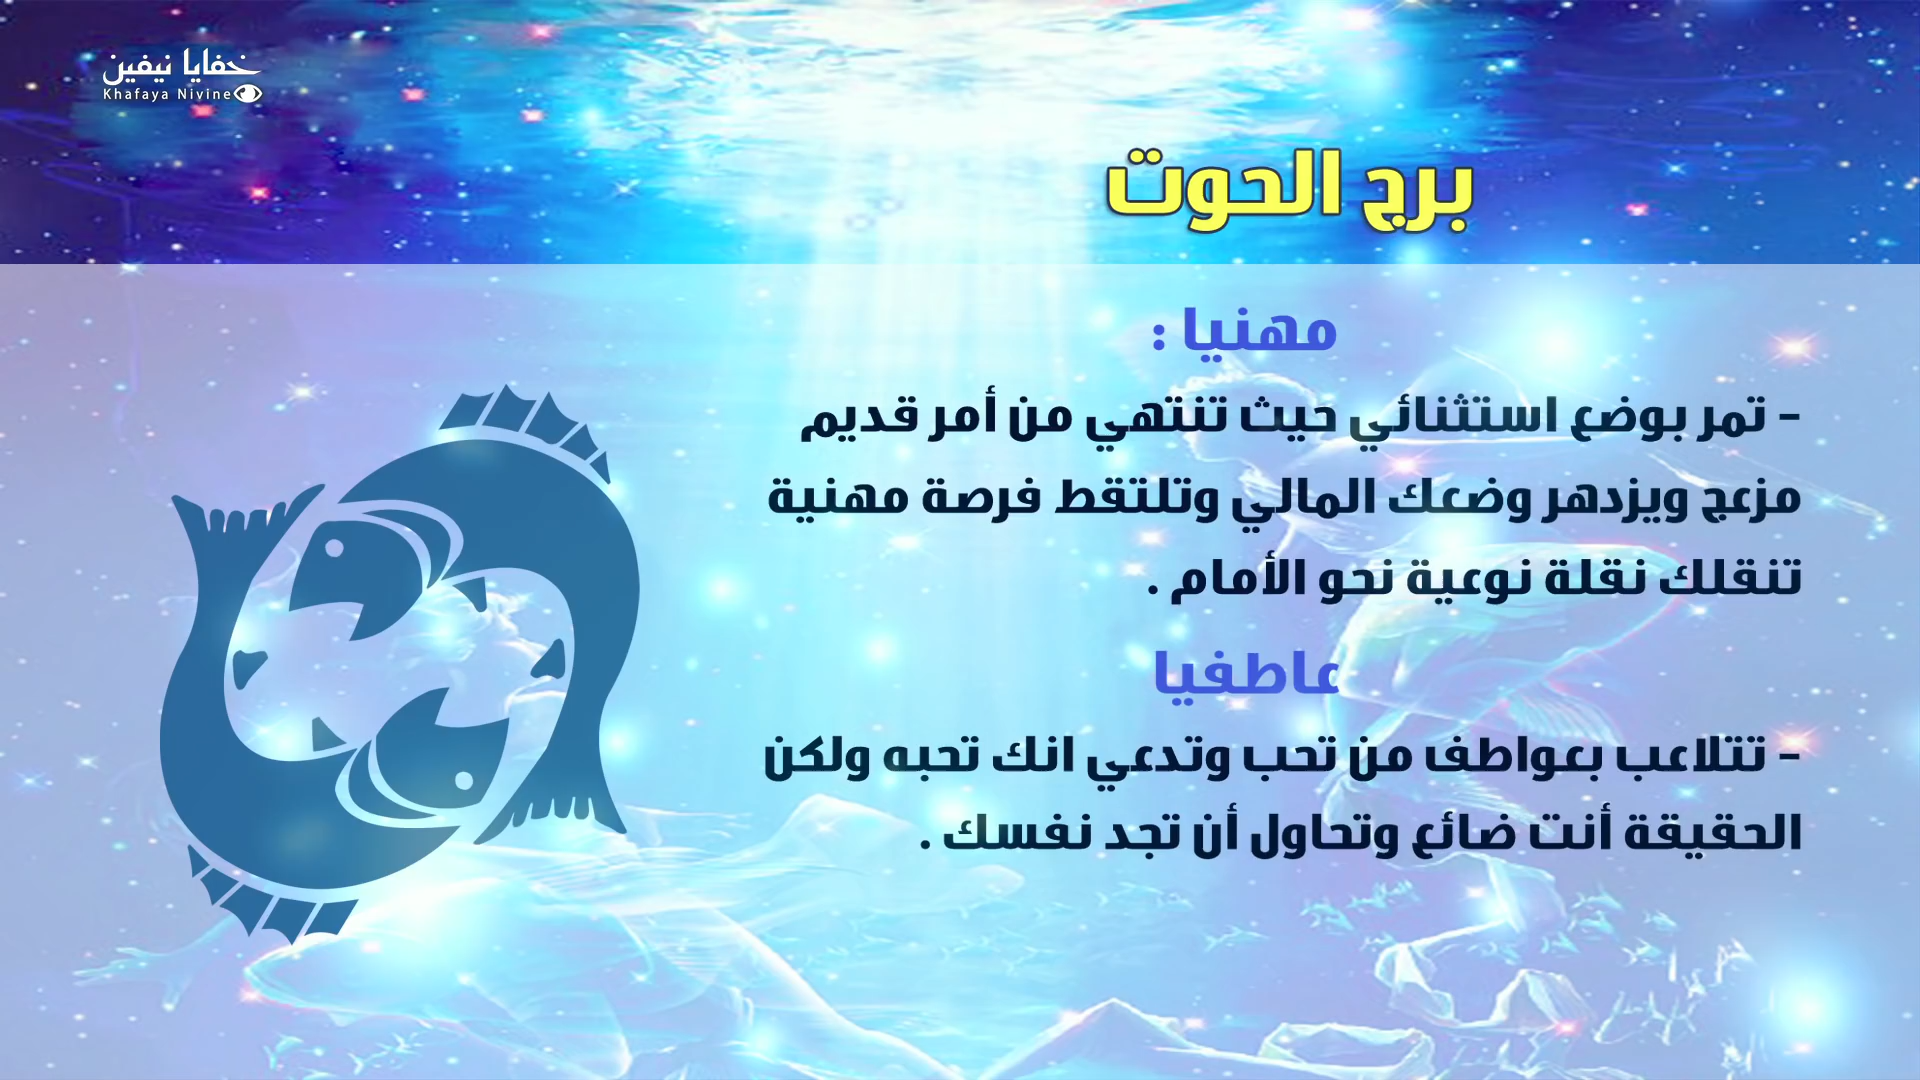 خفايا نيفين
Khafaya Nivine
برج الحوت
مهنيا :
- تمر بوضع استثنائي حيث تنتهي من أمر قديم
مزعج ويزدهر وضعك المالي وتلتقط فرصة مهنية
تنقلك نقلة نوعية نحو الأمام .
عاطفيا
- تتلاعب بعواطف من تحب وتدعي انك تحبه ولكن
الحقيقة أنت ضائع وتحاول أن تجد نفسك .